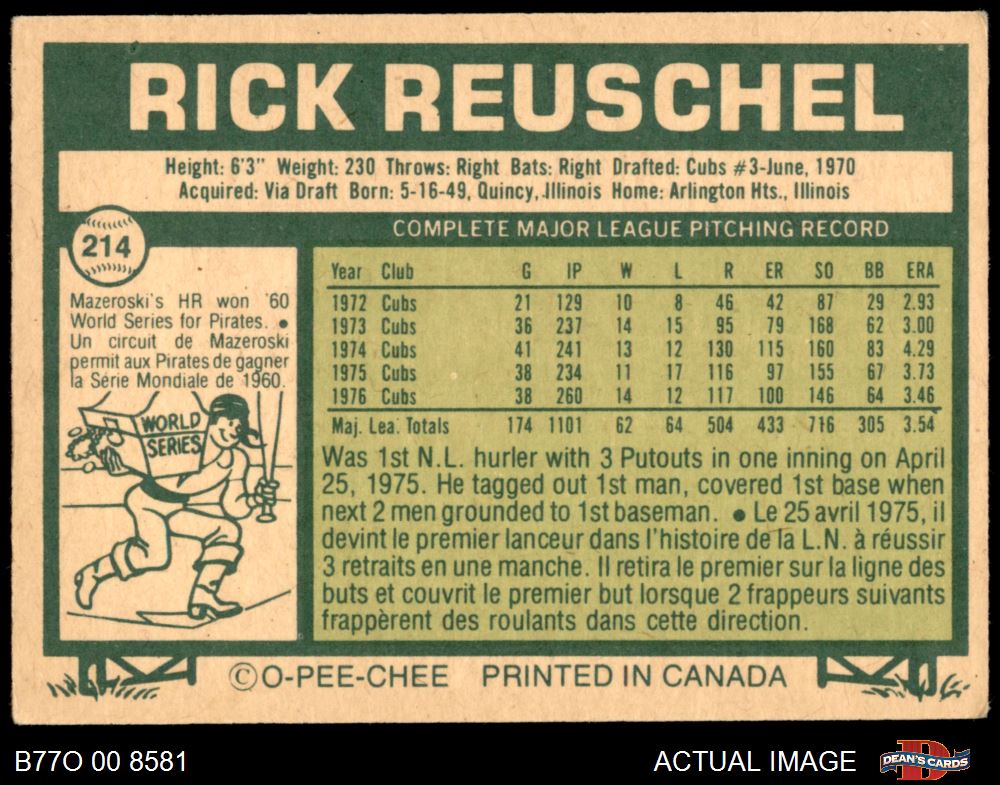 RICK REUSCHEL
Height: 6'3" Weight: 230 Throws: Right Bats: Right Drafted: Cubs #3-June, 1970
Acquired: Via Draft Born: 5-16-49, Quincy, Illinois Home: Arlington Hts., Illinois
214
Mazeroski's HR won '60
World Series for Pirates. ●
Un circuit de Mazeroski
permit aux Pirates de gagner
la Série Mondiale de 1960.
WORLD
SERIES
COMPLETE MAJOR LEAGUE PITCHING RECORD
Year Club G IP W L R ER SO BB ERA
1972 Cubs 21 129 10 8 46 42 87 29 2.93
1973 Cubs 36 237 14 15 95 79 168 62 3.00
1974 Cubs 41 241 13 12 130 115 160 83 4.29
1975 Cubs 38 234 11 17 116 97 155 67 3.73
1976 Cubs 38 260 14 12 117 100 146 64 3.46
Maj. Lea. Totals 174 1101 62 64 504 433 716 305 3.54
Was 1st N.L. hurler with 3 Putouts in one inning on April
25, 1975. He tagged out 1st man, covered 1st base when
next 2 men grounded to 1st baseman. ● Le 25 avril 1975, il
devint le premier lanceur dans l'histoire de la L.N. à réussir
3 retraits en une manche. Il retira le premier sur la ligne des
buts et couvrit le premier but lorsque 2 frappeurs suivants
frappèrent des roulants dans cette direction.
©O-PEE-CHEE PRINTED IN CANADA
B77O 00 8581
ACTUAL IMAGE
D
DEAN'S CARDS